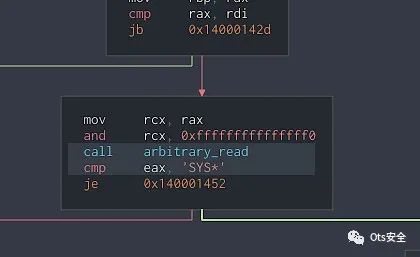 mov rbp, rax
cmp rax, rdi
jb 0x14000142d
mov rcx, rax
and rcx, 0xfffffffffffffff0
call arbitrary_read
cmp eax, 'SYS*'
je 0x140001452
Ots安全